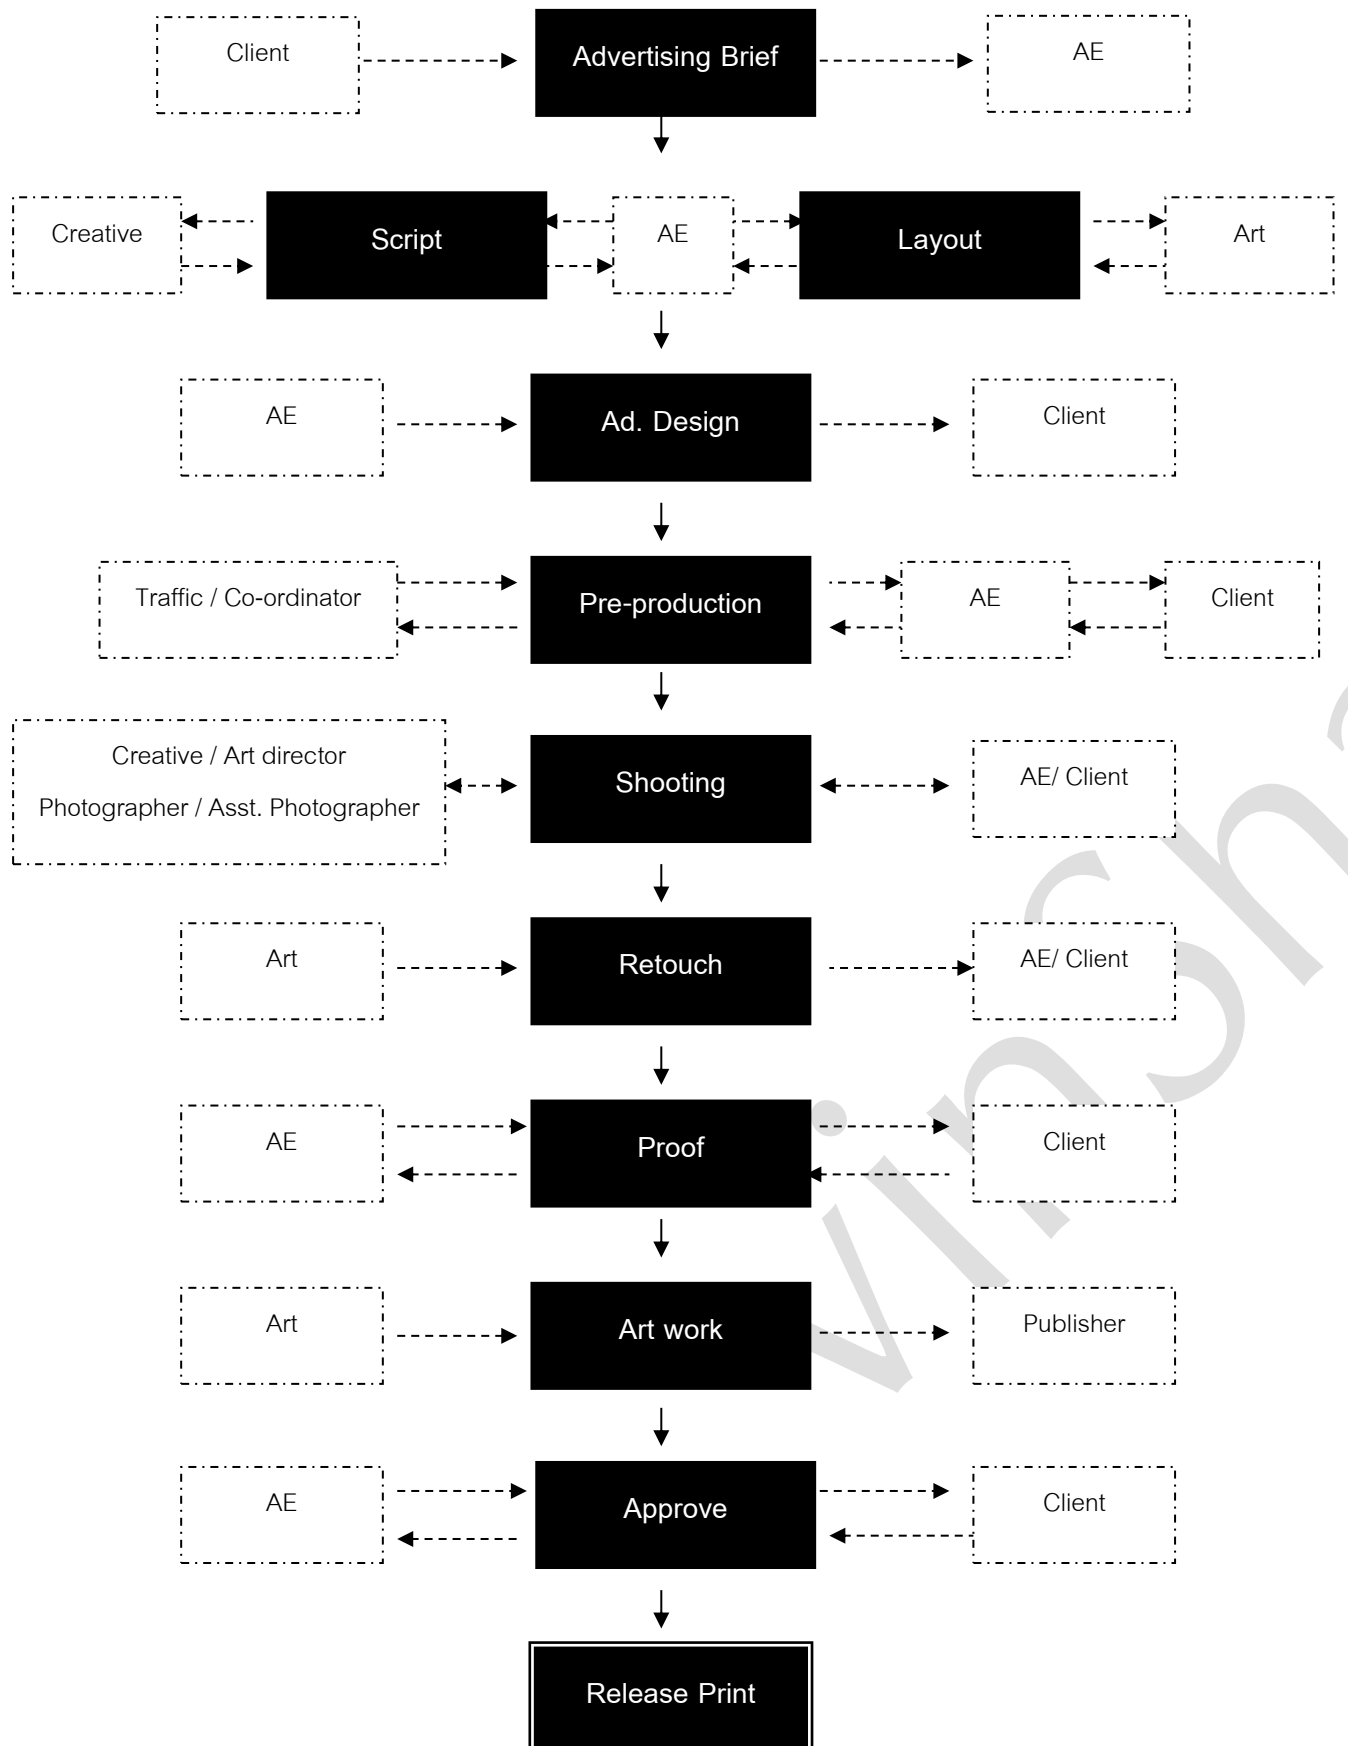 Client
Advertising Brief
AE
Creative
Script
AE
Layout
Art
AE
Ad. Design
Client
Traffic / Co-ordinator
Pre-production
AE
Client
Creative / Art director
Photographer / Asst. Photographer
Shooting
AE/ Client
Art
Retouch
AE/ Client
AE
Proof
Client
Art
Art work
Publisher
AE
Approve
Client
Release Print